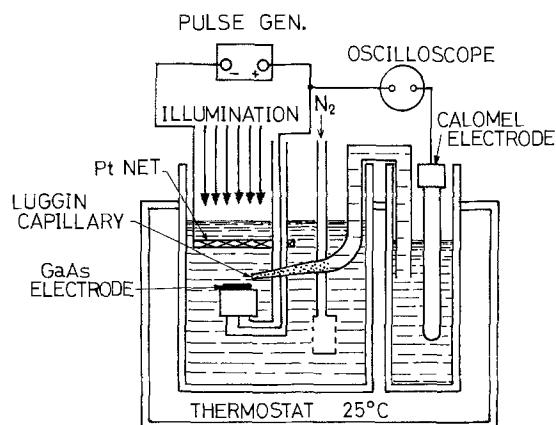 PULSE GEN.
- +
OSCILLOSCOPE
ILLUMINATION
N₂
CALOMEL
ELECTRODE
Pt NET
LUGGIN
CAPILLARY
GaAs
ELECTRODE
THERMOSTAT 25°C